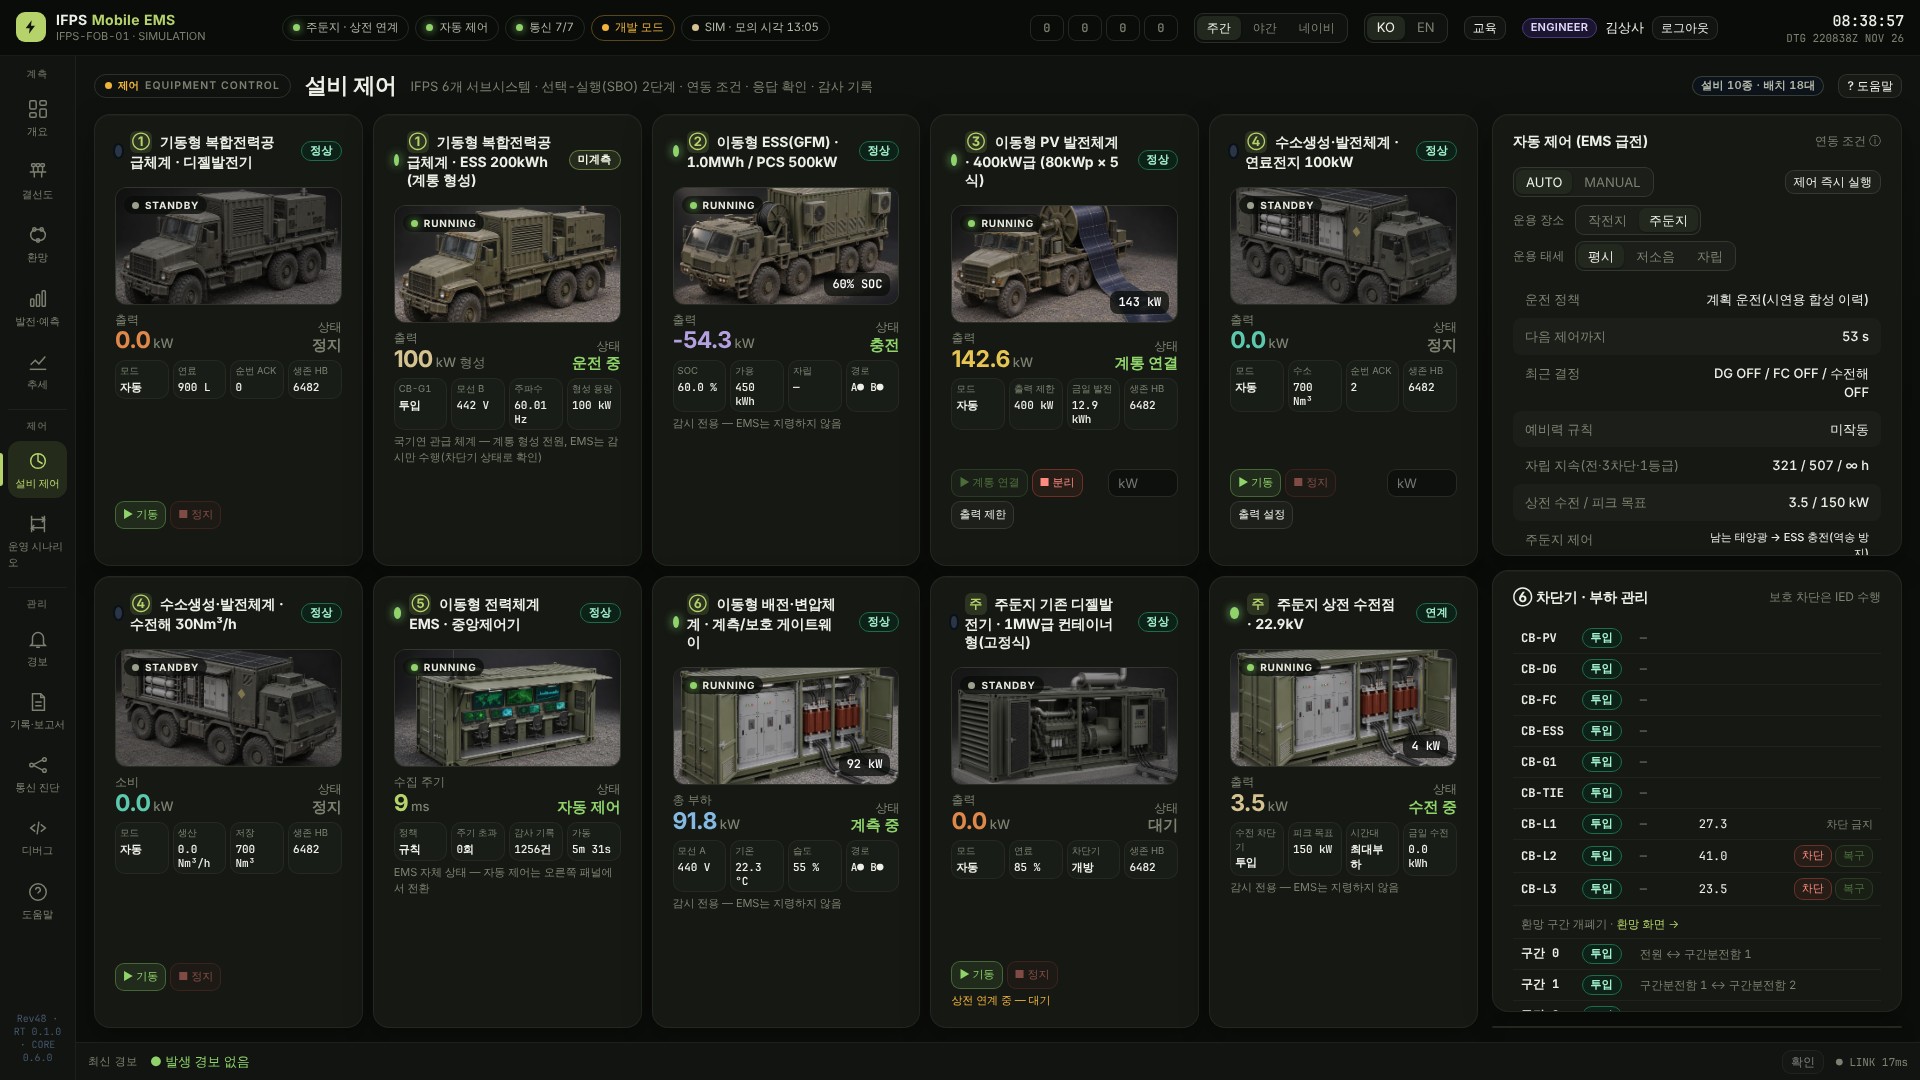 IFPS Mobile EMS
IFPS-FOB-01 · SIMULATION
주둔지 · 상전 연계
자동 제어
통신 7/7
개발 모드
SIM · 모의 시각 13:05
0 0 0 0
주간 야간 네이비
KO EN
교육
ENGINEER 김상사 로그아웃
08:38:57
DTG 220838Z NOV 26
계측
개요
결선도
환망
발전·예측
추세
제어
설비 제어
운영 시나리
오
관리
경보
기록·보고서
통신 진단
디버그
도움말
Rev48 ·
RT 0.1.0
· CORE
0.6.0
제어 EQUIPMENT CONTROL
설비 제어
IFPS 6개 서브시스템 · 선택-실행(SBO) 2단계 · 연동 조건 · 응답 확인 · 감사 기록
설비 10종 · 배치 18대
? 도움말
① 기동형 복합전력공
급체계 · 디젤발전기
정상
STANDBY
출력
0.0 kW
상태
정지
모드 자동
연료 900 L
순번 ACK 0
생존 HB 6482
▶ 기동 ■ 정지
① 기동형 복합전력공
급체계 · ESS 200kWh
(계통 형성)
미계측
RUNNING
출력
100 kW 형성
상태
운전 중
CB-G1 투입
모선 B 442 V
주파수 60.01 Hz
형성 용량 100 kW
국기연 관급 체계 — 계통 형성 전원, EMS는 감
시만 수행(차단기 상태로 확인)
② 이동형 ESS(GFM) ·
1.0MWh / PCS 500kW
정상
RUNNING
60% SOC
출력
-54.3 kW
상태
충전
SOC 60.0 %
가용 450 kWh
자립 —
경로 A● B●
감시 전용 — EMS는 지령하지 않음
③ 이동형 PV 발전체계
· 400kW급 (80kWp × 5
식)
정상
RUNNING
143 kW
출력
142.6 kW
상태
계통 연결
모드 자동
출력 제한 400 kW
금일 발전 12.9 kWh
생존 HB 6482
▶ 계통 연결 ■ 분리 kW
출력 제한
④ 수소생성·발전체계 ·
연료전지 100kW
정상
STANDBY
출력
0.0 kW
상태
정지
모드 자동
수소 700 Nm³
순번 ACK 2
생존 HB 6482
▶ 기동 ■ 정지 kW
출력 설정
④ 수소생성·발전체계 ·
수전해 30Nm³/h
정상
STANDBY
소비
0.0 kW
상태
정지
모드 자동
생산 0.0 Nm³/h
저장 700 Nm³
생존 HB 6482
▶ 기동 ■ 정지
⑤ 이동형 전력체계
EMS · 중앙제어기
정상
RUNNING
수집 주기
9 ms
상태
자동 제어
정책 규칙
주기 초과 0회
감사 기록 1256건
가동 5m 31s
EMS 자체 상태 — 자동 제어는 오른쪽 패널에
서 전환
⑥ 이동형 배전·변압체
계 · 계측/보호 게이트웨
이
정상
RUNNING
92 kW
총 부하
91.8 kW
상태
계측 중
모선 A 440 V
기온 22.3 °C
습도 55 %
경로 A● B●
감시 전용 — EMS는 지령하지 않음
주 주둔지 기존 디젤발
전기 · 1MW급 컨테이너
형(고정식)
정상
STANDBY
출력
0.0 kW
상태
대기
모드 자동
연료 85 %
차단기 개방
생존 HB 6482
▶ 기동 ■ 정지
상전 연계 중 — 대기
주 주둔지 상전 수전점
· 22.9kV
연계
RUNNING
4 kW
출력
3.5 kW
상태
수전 중
수전 차단기 투입
피크 목표 150 kW
시간대 최대부하
금일 수전 0.0 kWh
감시 전용 — EMS는 지령하지 않음
자동 제어 (EMS 급전)
연동 조건 ⓘ
AUTO MANUAL
제어 즉시 실행
운용 장소 작전지 주둔지
운용 태세 평시 저소음 자립
운전 정책 계획 운전(시연용 합성 이력)
다음 제어까지 53 s
최근 결정 DG OFF / FC OFF / 수전해
OFF
예비력 규칙 미작동
자립 지속(전·3차단·1등급) 321 / 507 / ∞ h
상전 수전 / 피크 목표 3.5 / 150 kW
주둔지 제어 남는 태양광 → ESS 충전(역송 방
지)
⑥ 차단기 · 부하 관리
보호 차단은 IED 수행
CB-PV 투입 —
CB-DG 투입 —
CB-FC 투입 —
CB-ESS 투입 —
CB-G1 투입 —
CB-TIE 투입 —
CB-L1 투입 — 27.3 차단 금지
CB-L2 투입 — 41.0 차단 복구
CB-L3 투입 — 23.5 차단 복구
환망 구간 개폐기 · 환망 화면 →
구간 0 투입 전원 ↔ 구간분전함 1
구간 1 투입 구간분전함 1 ↔ 구간분전함 2
최신 경보
발생 경보 없음
확인
LINK 17ms